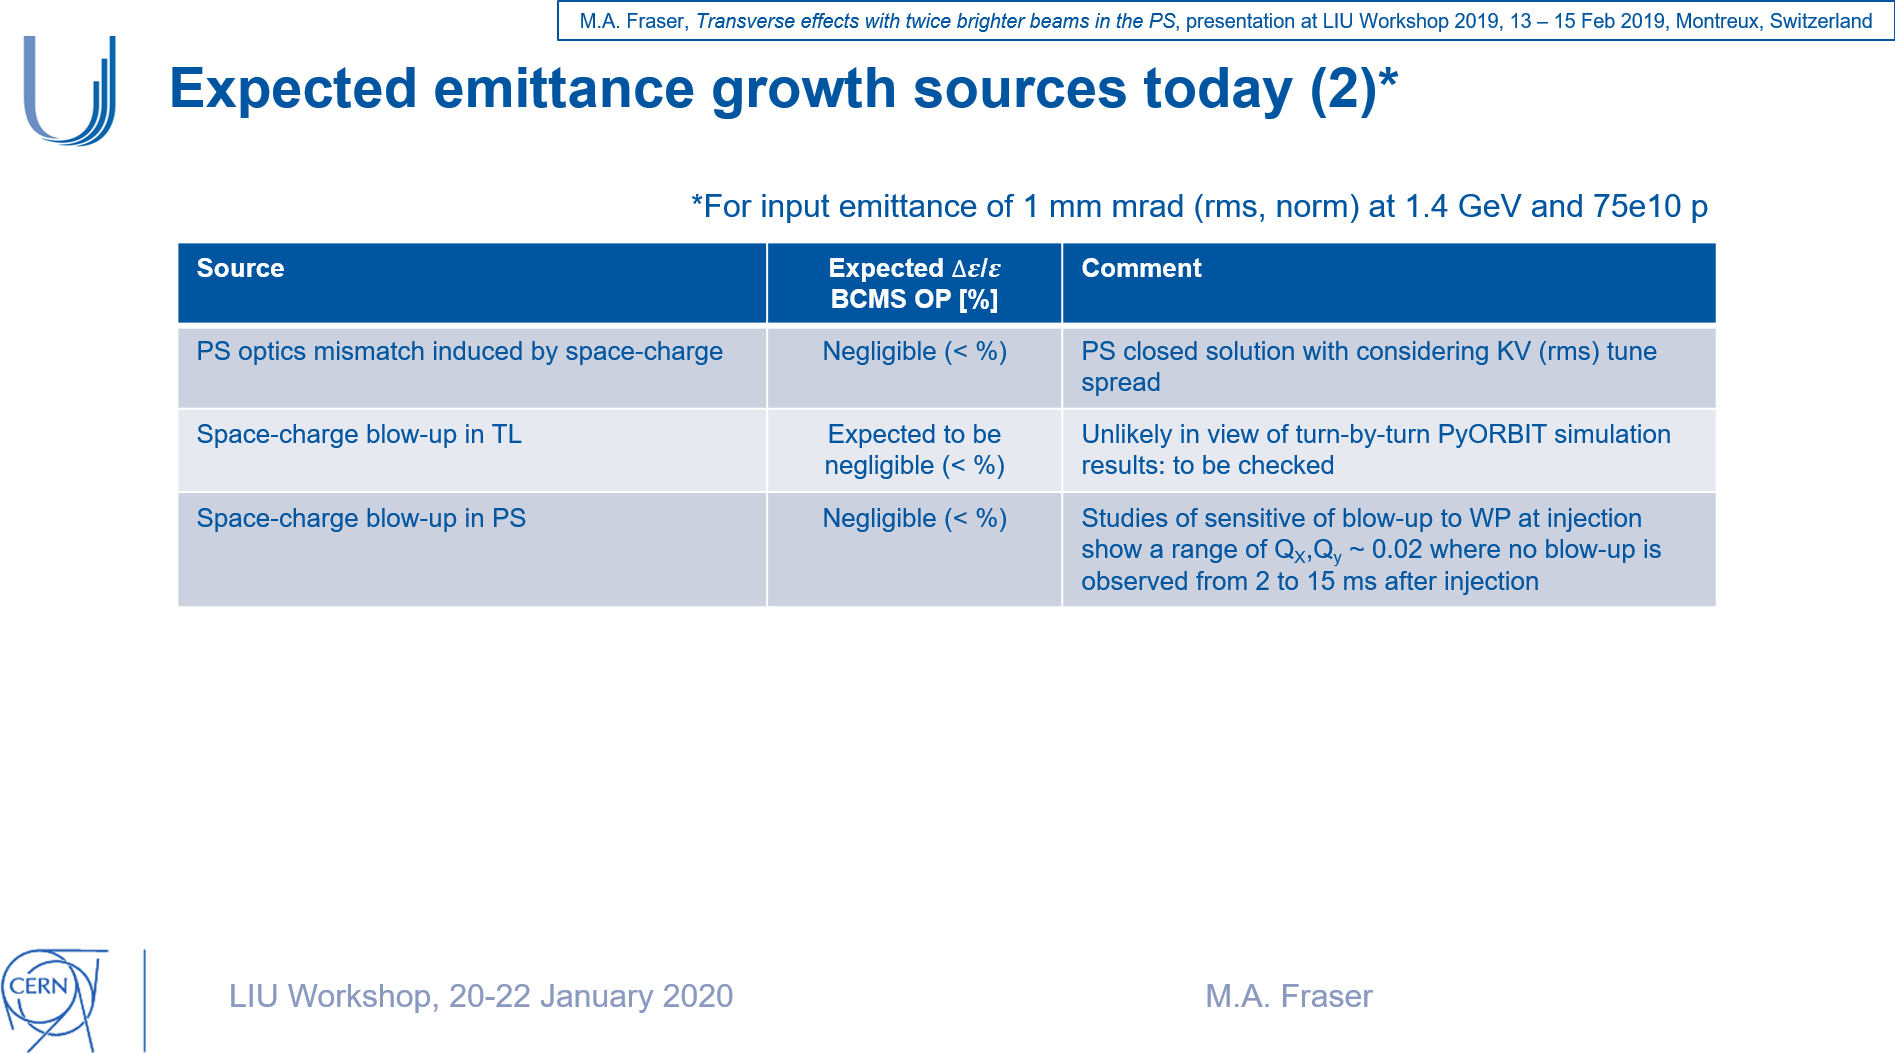 M.A. Fraser, Transverse effects with twice brighter beams in the PS, presentation at LIU Workshop 2019, 13 – 15 Feb 2019, Montreux, Switzerland
Expected emittance growth sources today (2)*
*For input emittance of 1 mm mrad (rms, norm) at 1.4 GeV and 75e10 p
Source
Expected Δε/ε
BCMS OP [%]
Comment
PS optics mismatch induced by space-charge
Negligible (< %)
PS closed solution with considering KV (rms) tune
spread
Space-charge blow-up in TL
Expected to be
negligible (< %)
Unlikely in view of turn-by-turn PyORBIT simulation
results: to be checked
Space-charge blow-up in PS
Negligible (< %)
Studies of sensitive of blow-up to WP at injection
show a range of Qx,Qy ~ 0.02 where no blow-up is
observed from 2 to 15 ms after injection
CERN
LIU Workshop, 20-22 January 2020
M.A. Fraser